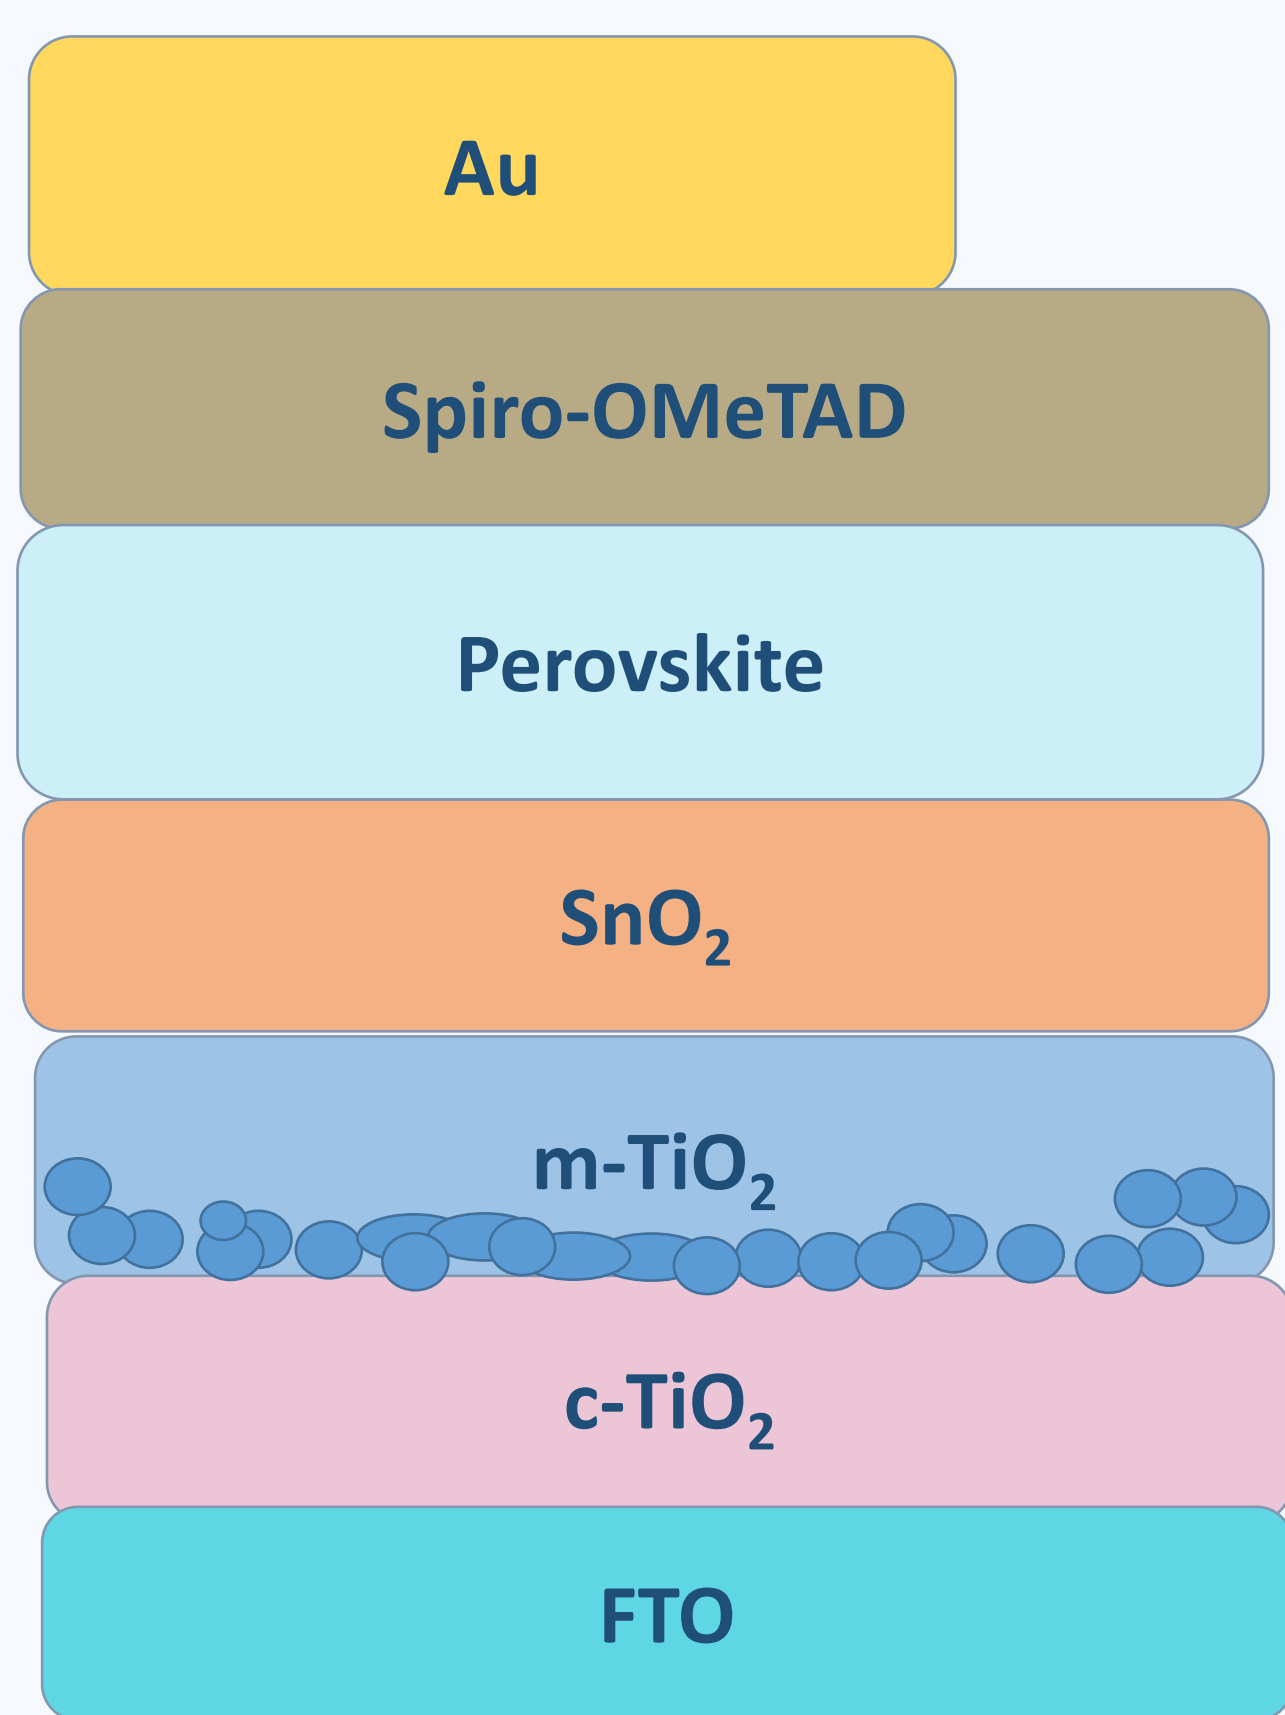 Au
Spiro-OMeTAD
Perovskite
SnO₂
m-TiO₂
c-TiO₂
FTO